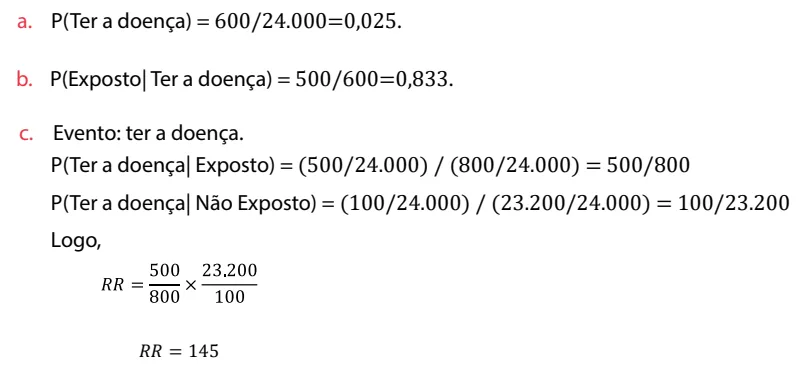 a. P(Ter a doença) = 600/24.000=0,025.
b. P(Exposto| Ter a doença) = 500/600=0,833.
c. Evento: ter a doença.
P(Ter a doença| Exposto) = (500/24.000) / (800/24.000) = 500/800
P(Ter a doença| Não Exposto) = (100/24.000) / (23.200/24.000) = 100/23.200
Logo,
RR = 500/800 × 23.200/100
RR = 145